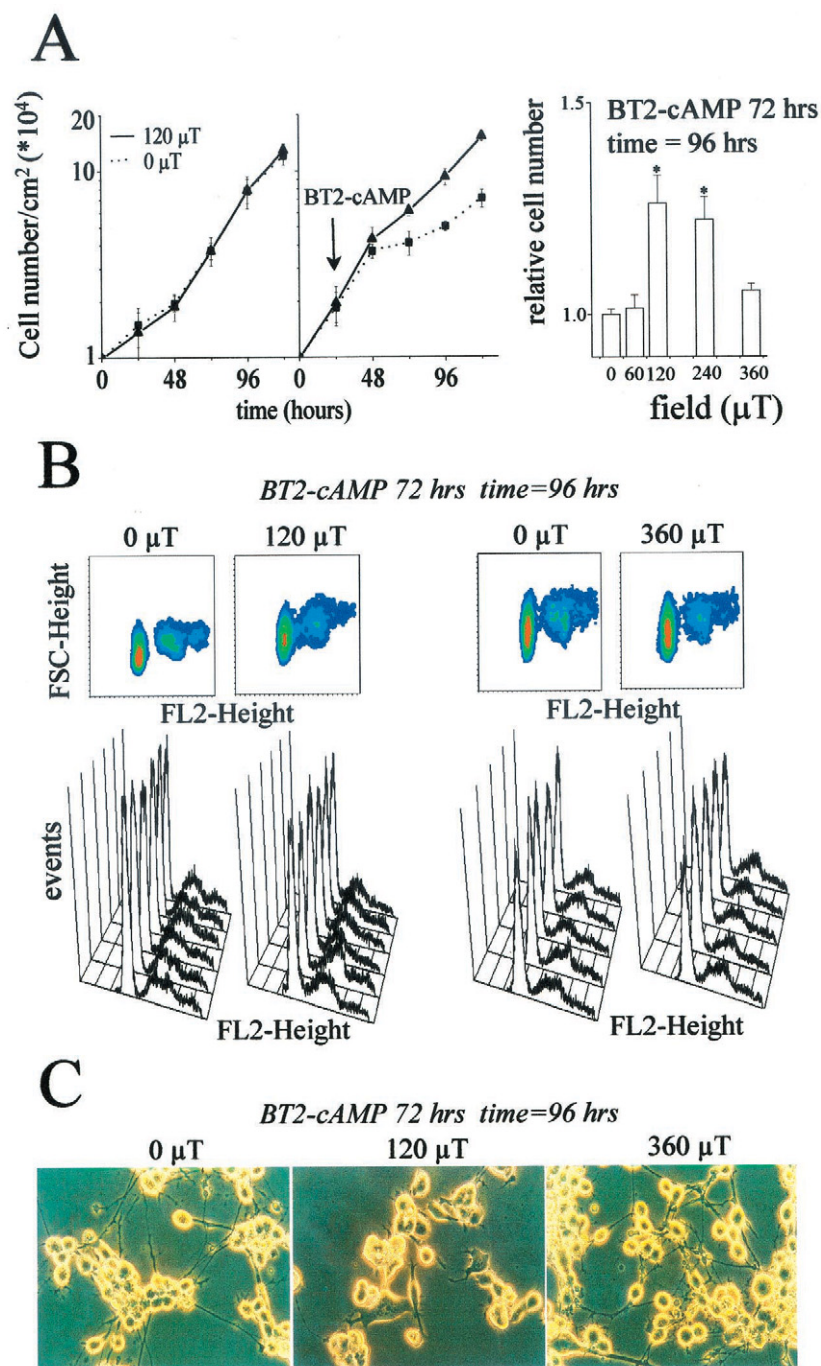 A
Cell number/cm² (*10⁴)
20
10
1
120 µT
0 µT
BT2-cAMP
0 48 96 0 48 96
time (hours)
relative cell number
1.5
1.0
BT2-cAMP 72 hrs
time = 96 hrs
* *
0 60 120 240 360
field (µT)
B
BT2-cAMP 72 hrs time=96 hrs
0 µT 120 µT 0 µT 360 µT
FSC-Height
FL2-Height FL2-Height
events
FL2-Height FL2-Height
C
BT2-cAMP 72 hrs time=96 hrs
0 µT 120 µT 360 µT